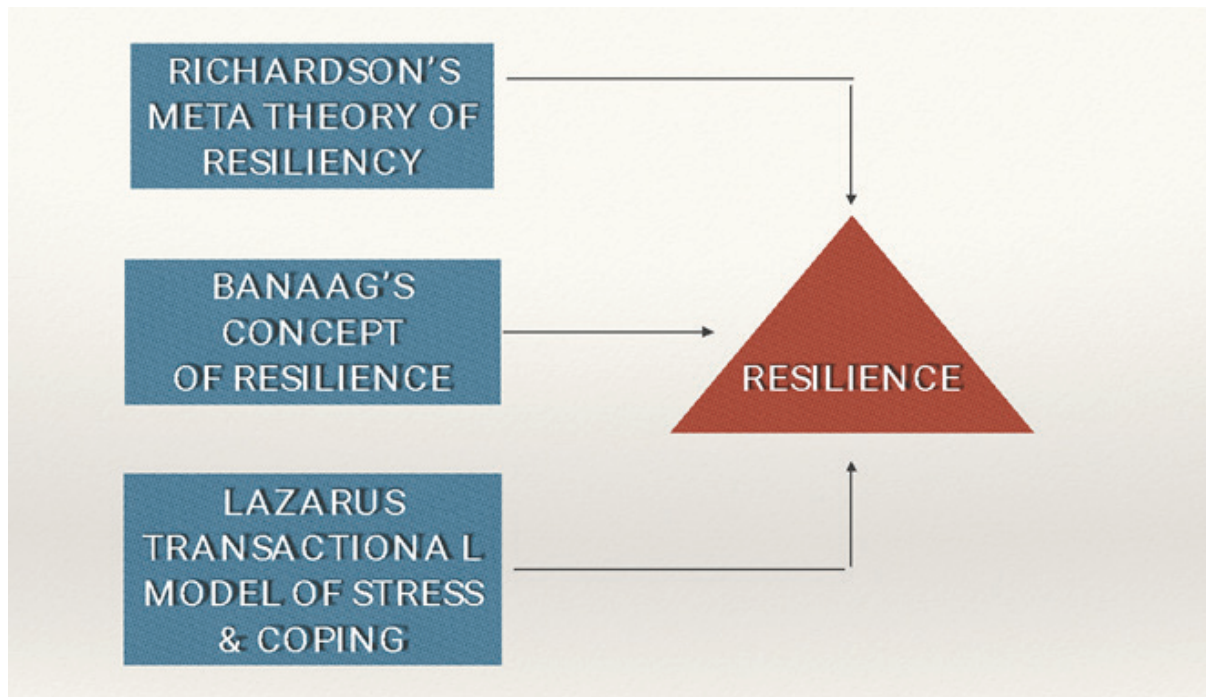 RICHARDSON'S
META THEORY OF
RESILIENCY
BANAAG'S
CONCEPT
OF RESILIENCE
RESILIENCE
LAZARUS
TRANSACTIONA L
MODEL OF STRESS
& COPING